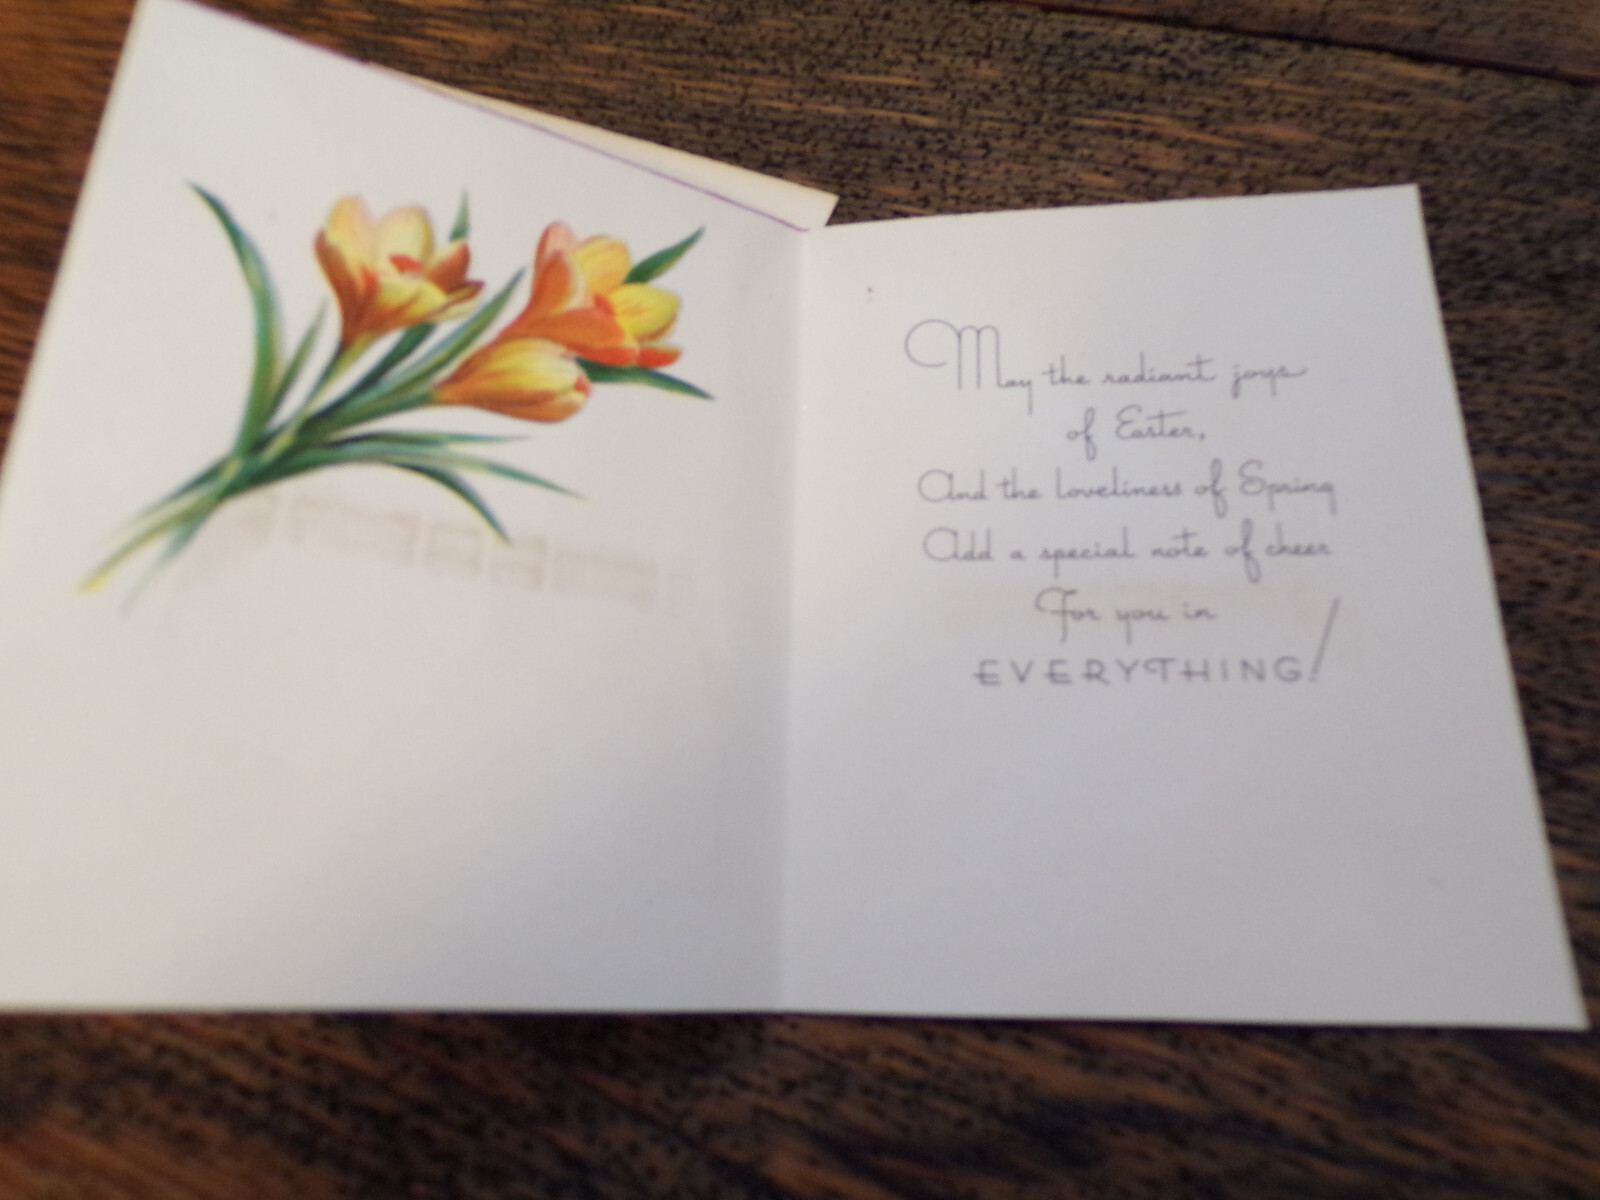 May the radiant joys
of Easter,
And the loveliness of Spring
Add a special note of cheer
For you in
EVERYTHING!